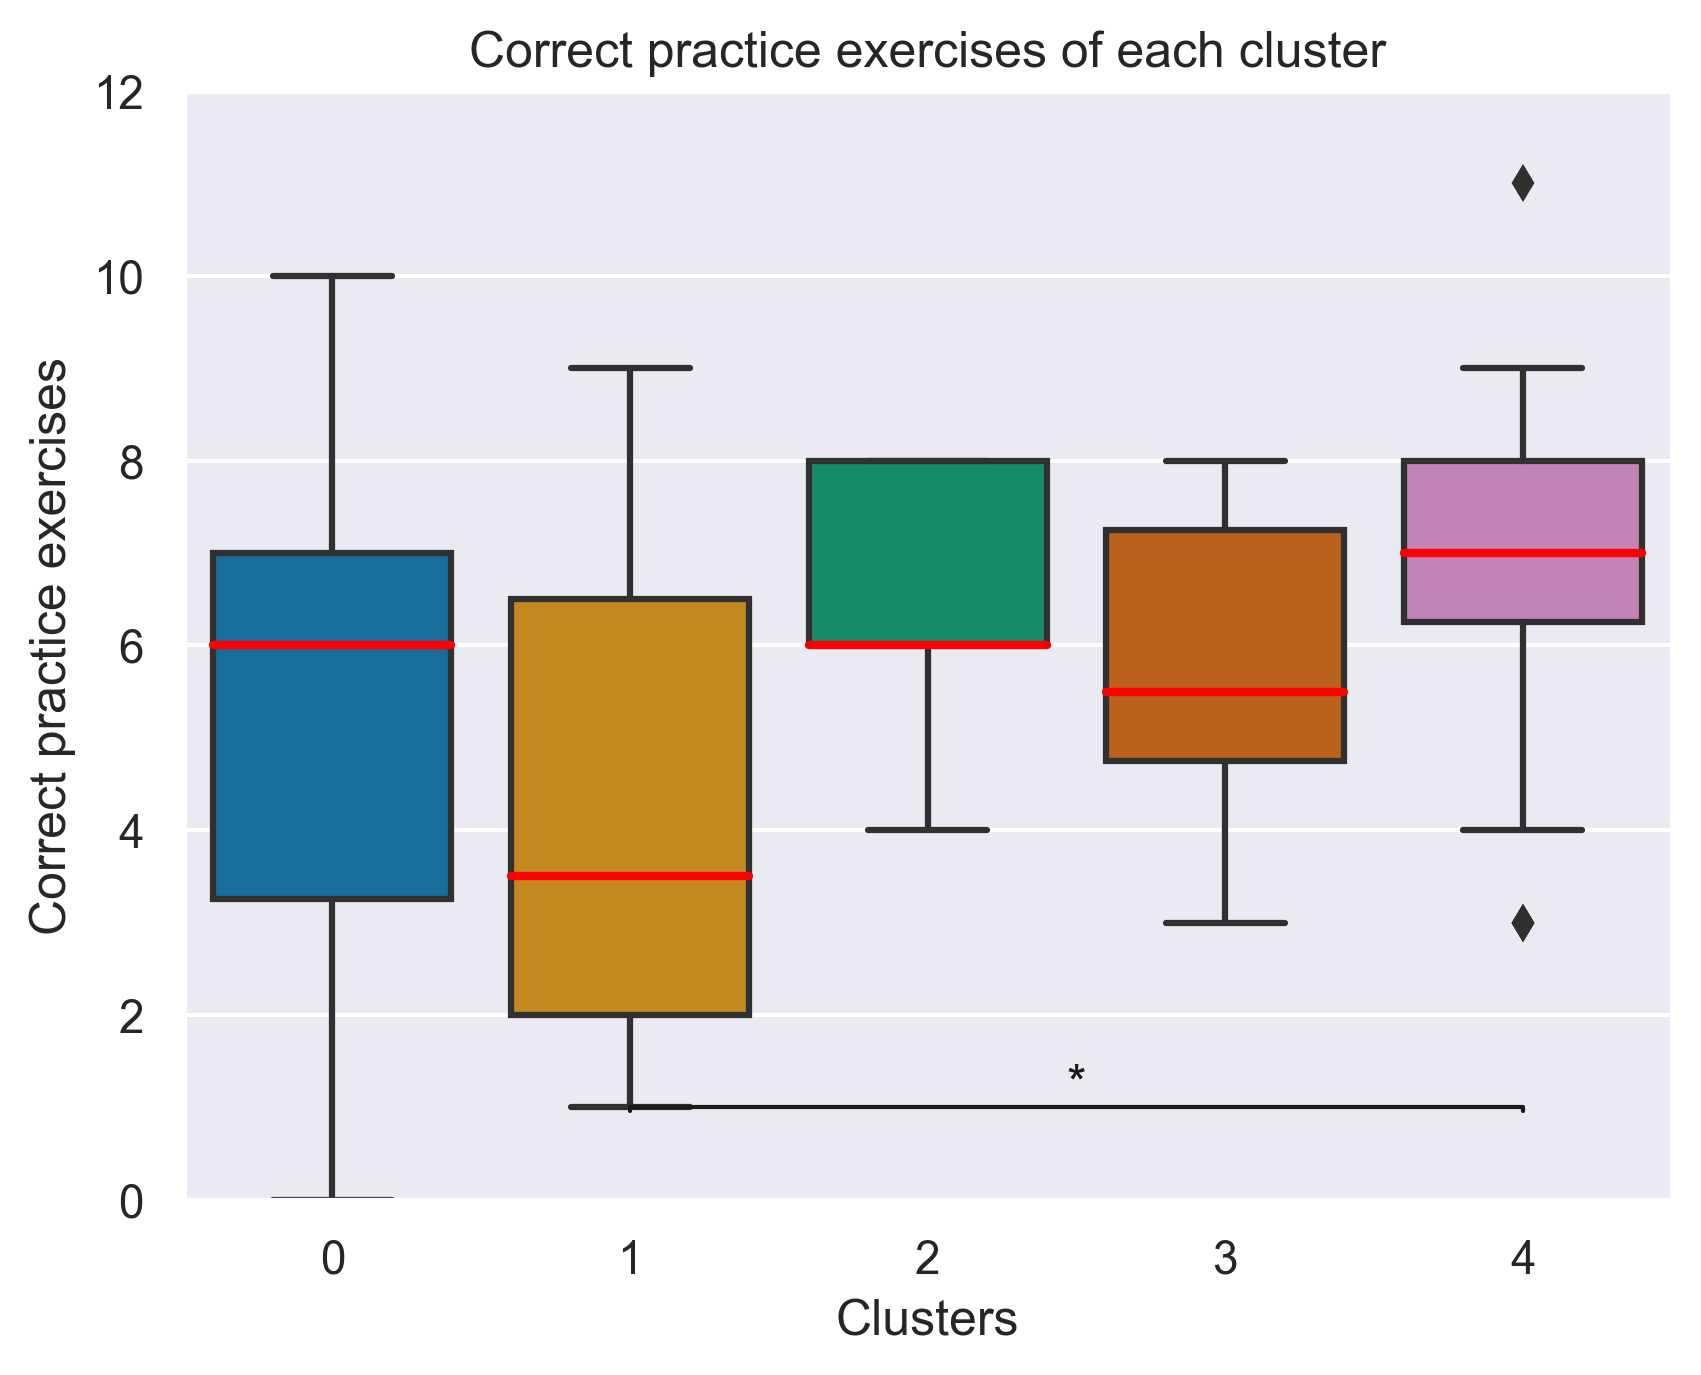 Correct practice exercises of each cluster
12
10
8
6
4
2
0
Correct practice exercises
*
0 1 2 3 4
Clusters